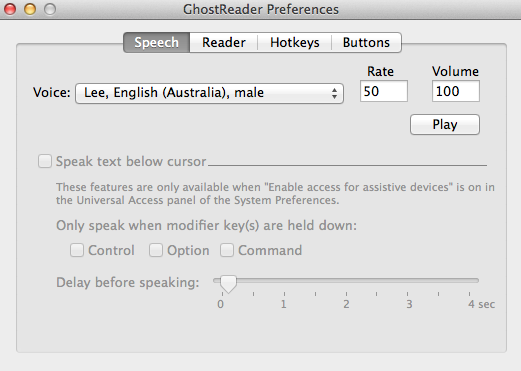 GhostReader Preferences
Speech Reader Hotkeys Buttons
Rate Volume
Voice: Lee, English (Australia), male 50 100
Play
Speak text below cursor
These features are only available when "Enable access for assistive devices" is on in
the Universal Access panel of the System Preferences.
Only speak when modifier key(s) are held down:
Control Option Command
Delay before speaking:
0 1 2 3 4 sec